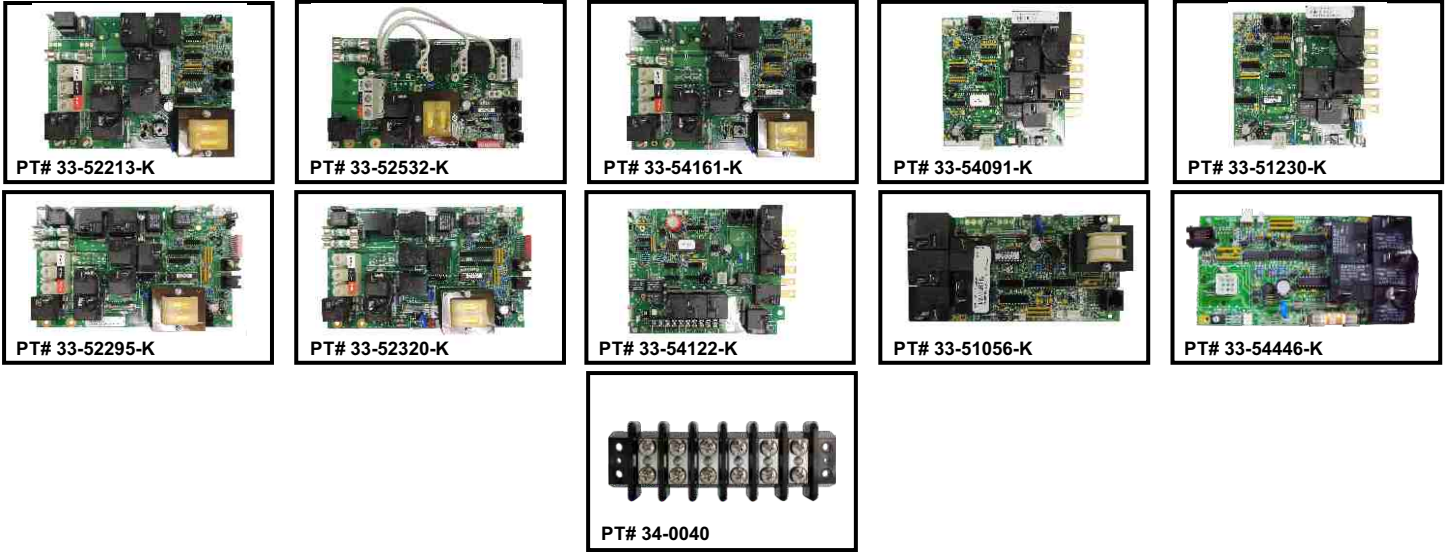 PT# 33-52213-K
PT# 33-52532-K
PT# 33-54161-K
PT# 33-54091-K
PT# 33-51230-K
PT# 33-52295-K
PT# 33-52320-K
PT# 33-54122-K
PT# 33-51056-K
PT# 33-54446-K
PT# 34-0040